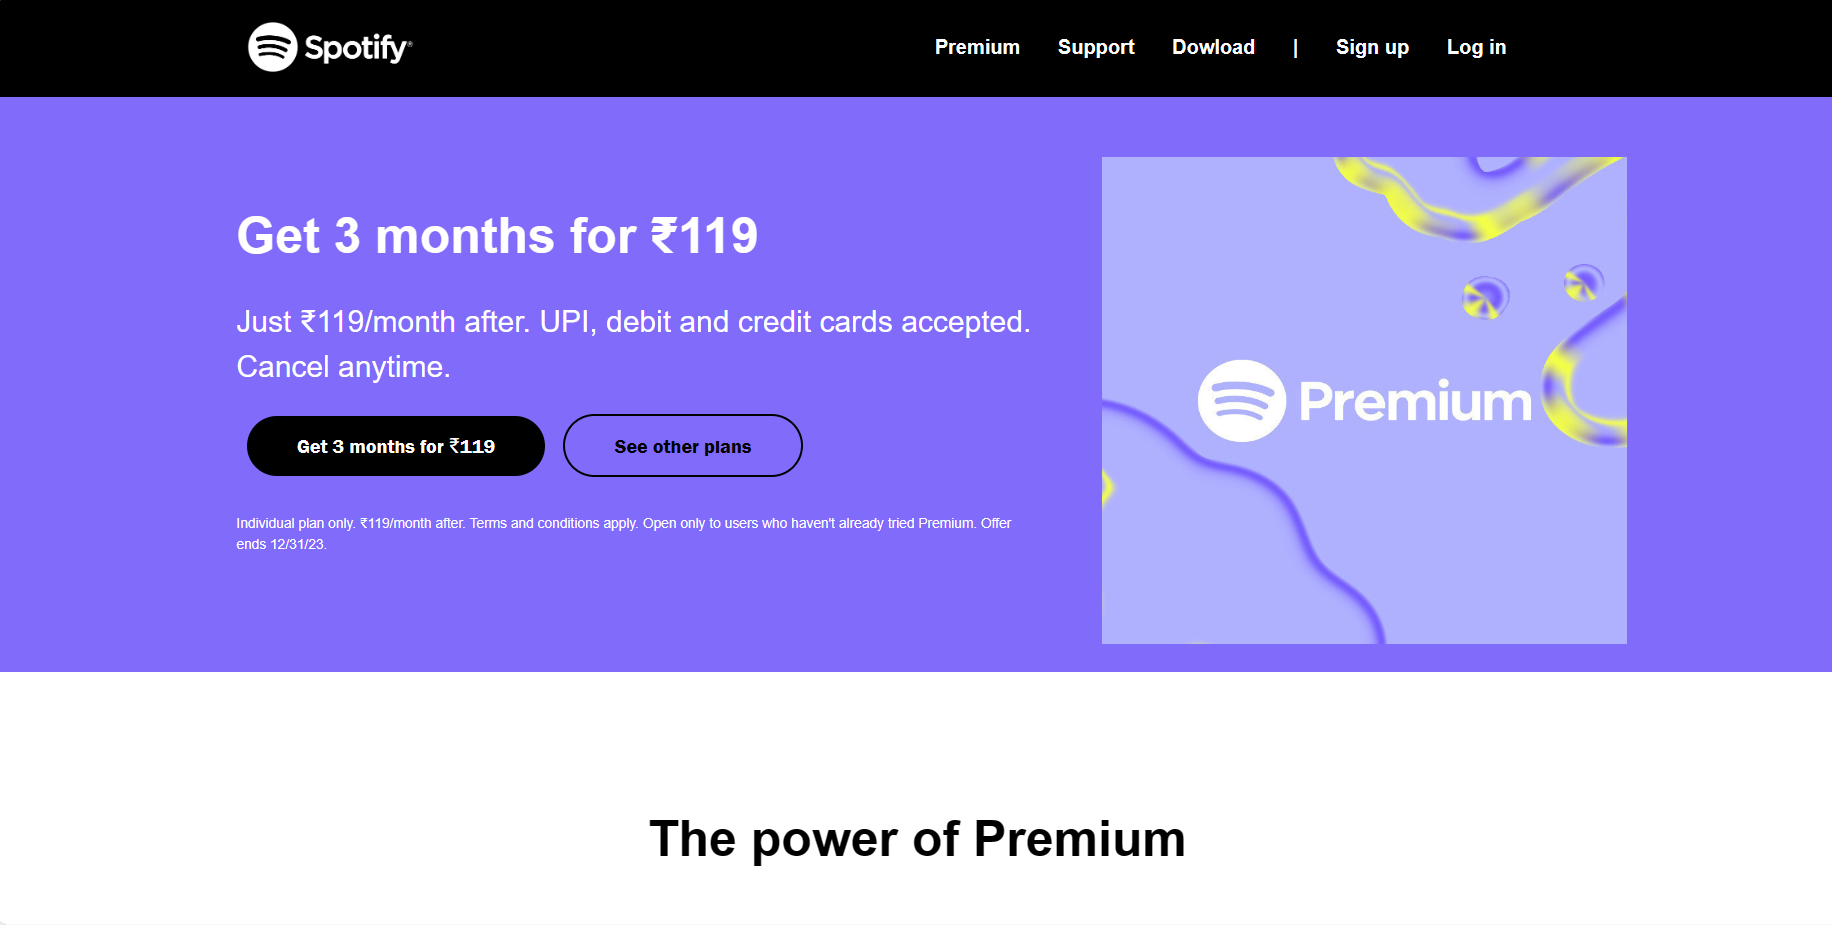 Spotify®
Premium Support Dowload | Sign up Log in
Get 3 months for ₹119
Just ₹119/month after. UPI, debit and credit cards accepted.
Cancel anytime.
Get 3 months for ₹119 See other plans
Individual plan only. ₹119/month after. Terms and conditions apply. Open only to users who haven't already tried Premium. Offer
ends 12/31/23.
Premium
The power of Premium